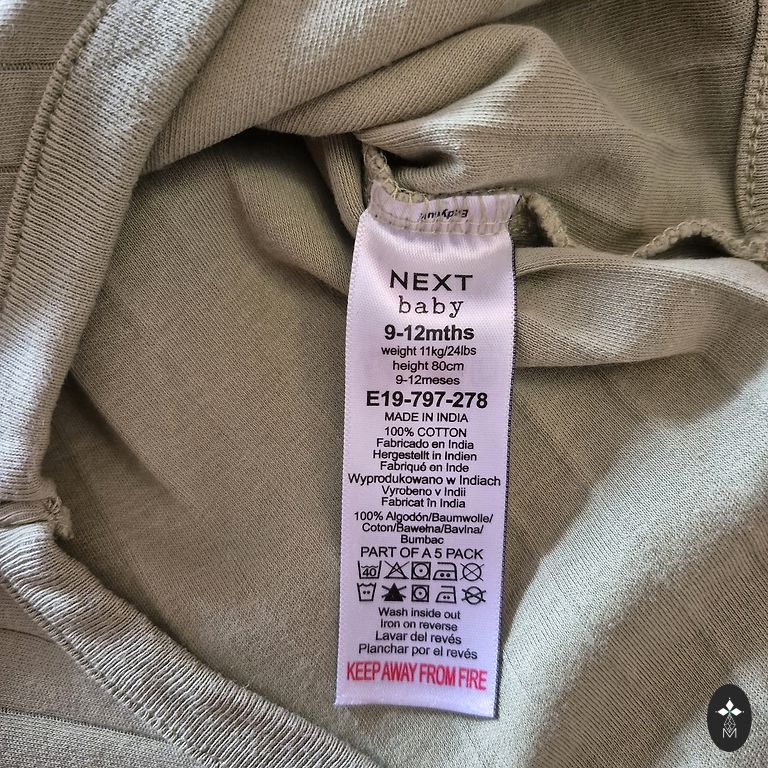 NEXT
baby
9-12mths
weight 11kg/24lbs
height 80cm
9-12meses
E19-797-278
MADE IN INDIA
100% COTTON
Fabricado en India
Hergestellt in Indien
Fabriqué en Inde
Wyprodukowano w Indiach
Vyrobeno v Indii
Fabricat în India
100% Algodón/Baumwolle/
Coton/Bawełna/Bavlna/
Bumbac
PART OF A 5 PACK
40
Wash inside out
Iron on reverse
Lavar del revés
Planchar por el revés
KEEP AWAY FROM FIRE
M